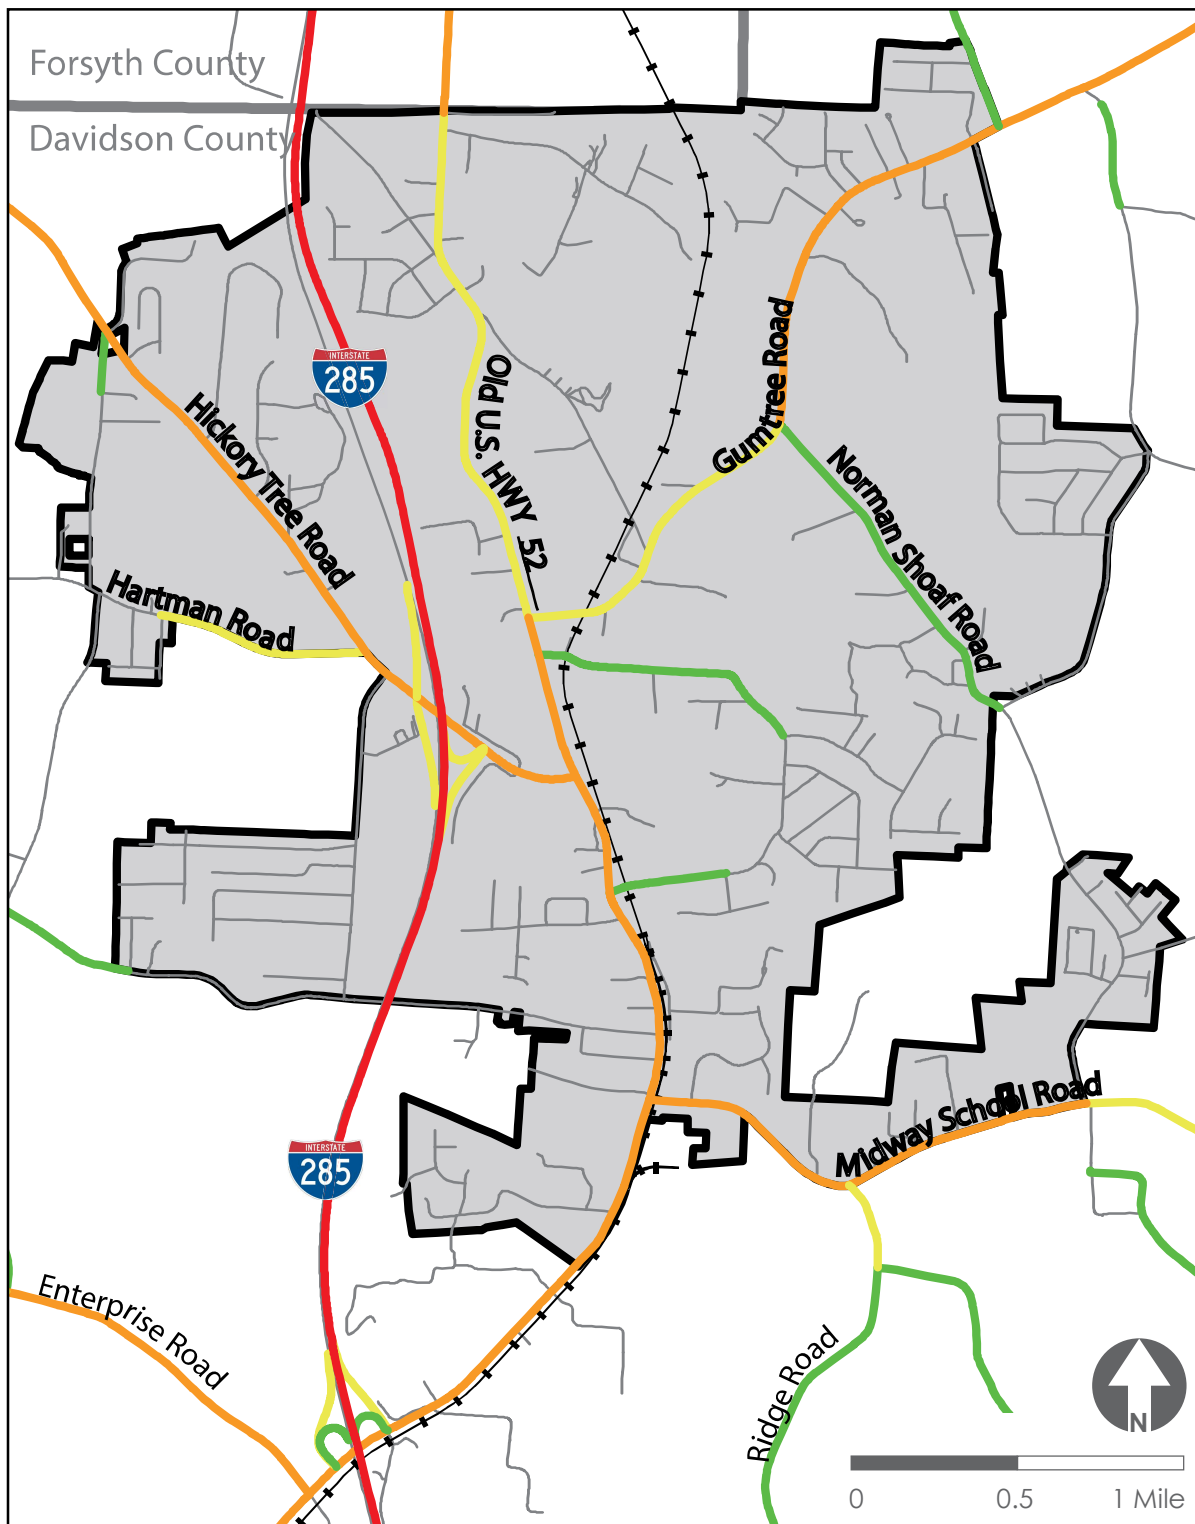 Forsyth County
Davidson County
INTERSTATE
285
Old U.S. HWY 52
Gumtree Road
Hickory Tree Road
Norman Shoaf Road
Hartman Road
Midway School Road
INTERSTATE
285
Enterprise Road
Ridge Road
N
0 0.5 1 Mile